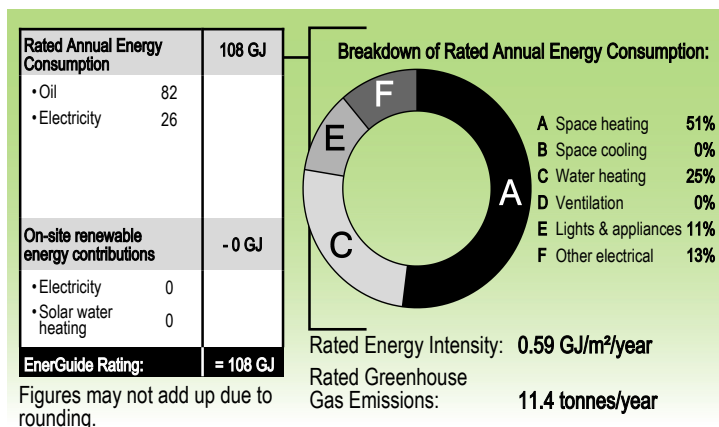 Rated Annual Energy
Consumption
108 GJ
• Oil 82
• Electricity 26
On-site renewable
energy contributions
- 0 GJ
• Electricity 0
• Solar water
heating 0
EnerGuide Rating: = 108 GJ
Figures may not add up due to
rounding.
Breakdown of Rated Annual Energy Consumption:
F
E
A
C
A Space heating 51%
B Space cooling 0%
C Water heating 25%
D Ventilation 0%
E Lights & appliances 11%
F Other electrical 13%
Rated Energy Intensity: 0.59 GJ/m²/year
Rated Greenhouse
Gas Emissions: 11.4 tonnes/year